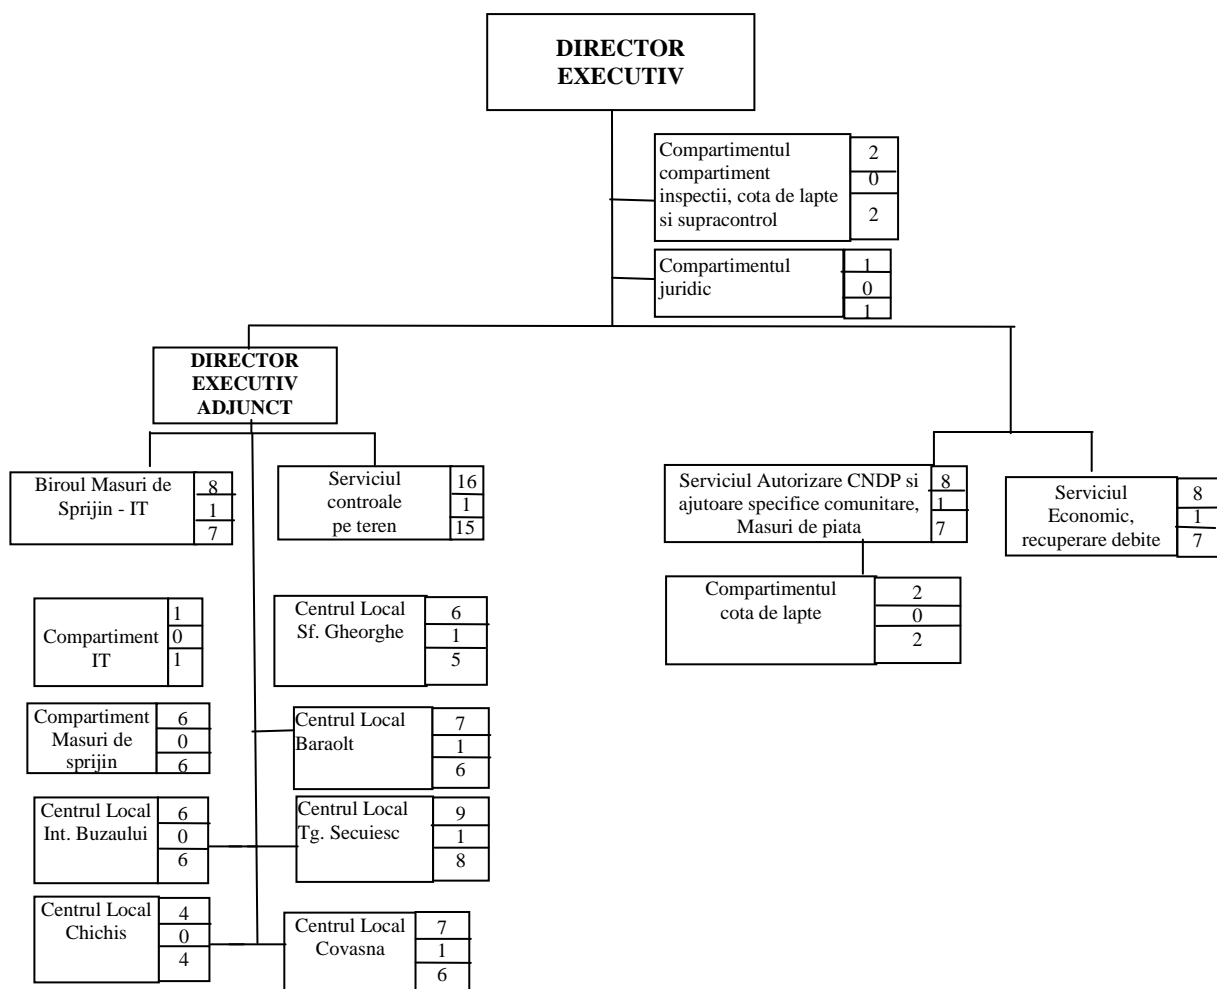 DIRECTOR
EXECUTIV
Compartimentul
compartiment
inspectii, cota de lapte
si supracontrol
2
0
2
Compartimentul
juridic
1
0
1
DIRECTOR
EXECUTIV
ADJUNCT
Biroul Masuri de
Sprijin - IT
8
1
7
Serviciul
controale
pe teren
16
1
15
Serviciul Autorizare CNDP si
ajutoare specifice comunitare,
Masuri de piata
8
1
7
Serviciul
Economic,
recuperare debite
8
1
7
Compartimentul
cota de lapte
2
0
2
Compartiment
IT
1
0
1
Centrul Local
Sf. Gheorghe
6
1
5
Compartiment
Masuri de
sprijin
6
0
6
Centrul Local
Baraolt
7
1
6
Centrul Local
Int. Buzaului
6
0
6
Centrul Local
Tg. Secuiesc
9
1
8
Centrul Local
Chichis
4
0
4
Centrul Local
Covasna
7
1
6